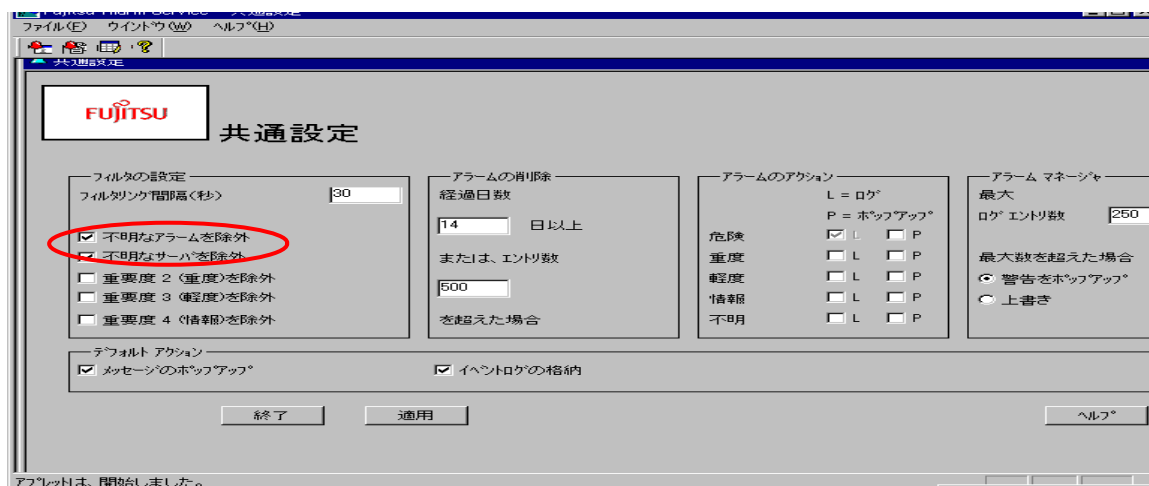 Fujitsu Alarm Service - 共通設定
ファイル(F) ウインドウ(W) ヘルプ(H)
共通設定
FUJITSU
共通設定
フィルタの設定
フィルタリング間隔(秒) 30
不明なアラームを除外
不明なサーバを除外
重要度 2 (重度)を除外
重要度 3 (軽度)を除外
重要度 4 (情報)を除外
アラームの削除
経過日数
14 日以上
または、エントリ数
500
を超えた場合
アラームのアクション
L = ログ
P = ポップアップ
危険 L P
重度 L P
軽度 L P
情報 L P
不明 L P
アラーム マネージャ
最大
ログ エントリ数 250
最大数を超えた場合
警告をポップアップ
上書き
デフォルト アクション
メッセージのポップアップ イベントログの格納
終了 適用 ヘルプ
アプレットは、開始しました。